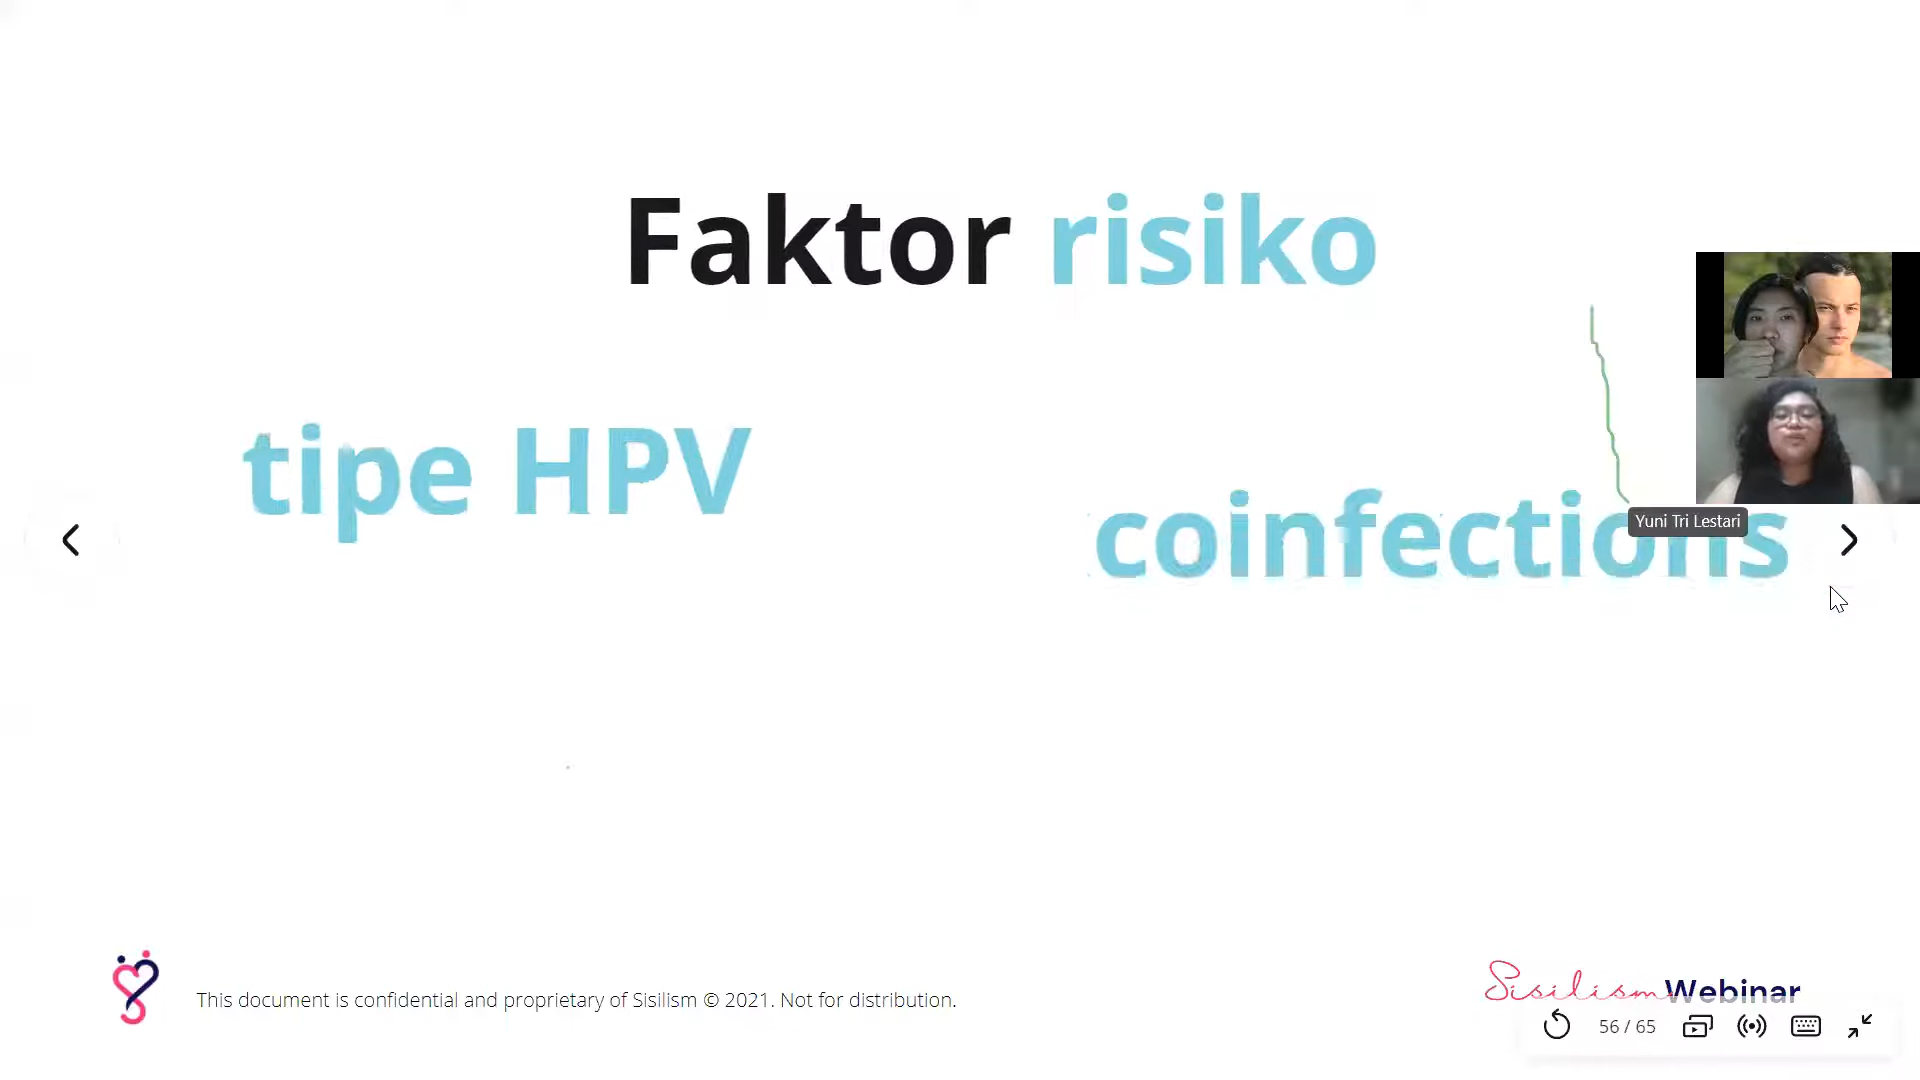 Faktor risiko
tipe HPV
coinfections
Yuni Tri Lestari
This document is confidential and proprietary of Sisilism © 2021. Not for distribution.
Sisilism Webinar
56 / 65